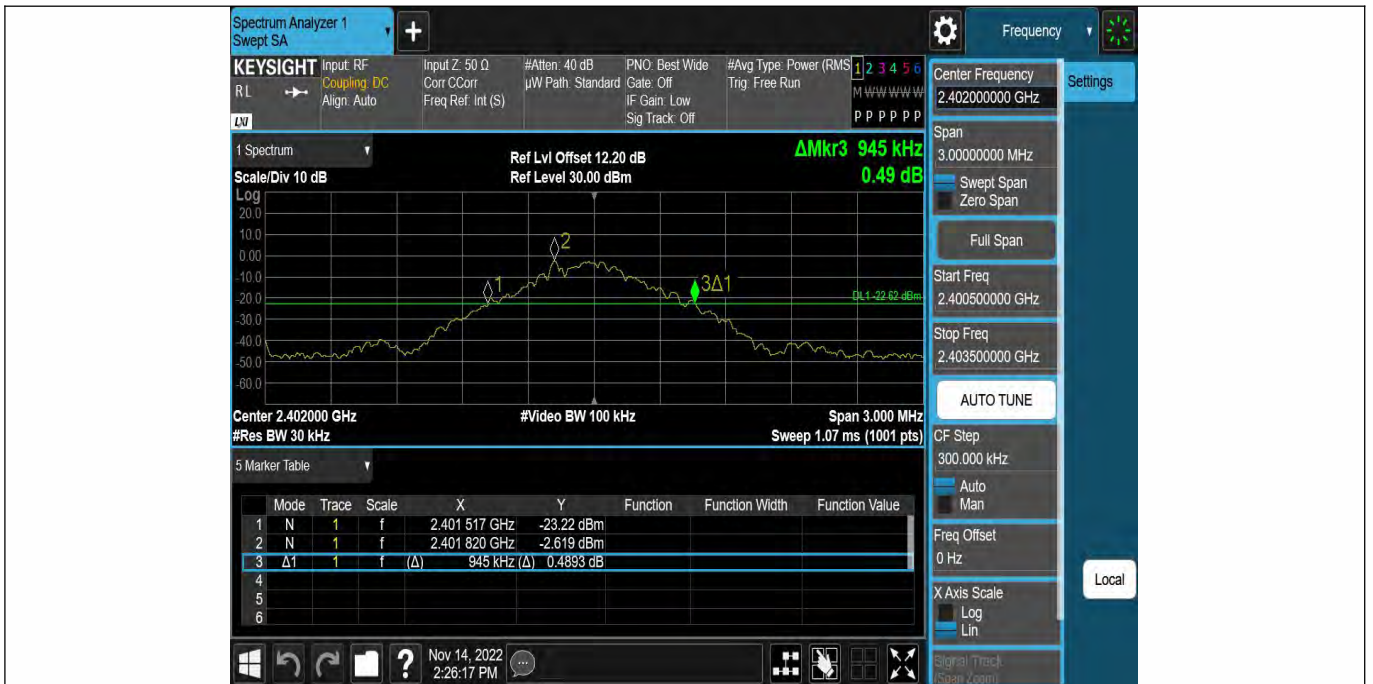 Spectrum Analyzer 1
Swept SA
+
Frequency
KEYSIGHT
RL
LXI
Input: RF
Coupling: DC
Align: Auto
Input Z: 50 Ω
Corr CCorr
Freq Ref: Int (S)
#Atten: 40 dB
µW Path: Standard
PNO: Best Wide
Gate: Off
IF Gain: Low
Sig Track: Off
#Avg Type: Power (RMS
Trig: Free Run
1 2 3 4 5 6
M W W W W W
P P P P P P
1 Spectrum
Scale/Div 10 dB
Ref Lvl Offset 12.20 dB
Ref Level 30.00 dBm
ΔMkr3 945 kHz
0.49 dB
Log
20.0
10.0
0.00
-10.0
-20.0
-30.0
-40.0
-50.0
-60.0
1
2
3Δ1
DL1 -22.62 dBm
Center 2.402000 GHz
#Res BW 30 kHz
#Video BW 100 kHz
Span 3.000 MHz
Sweep 1.07 ms (1001 pts)
5 Marker Table
Mode Trace Scale X Y Function Function Width Function Value
1 N 1 f 2.401 517 GHz -23.22 dBm
2 N 1 f 2.401 820 GHz -2.619 dBm
3 Δ1 1 f (Δ) 945 kHz (Δ) 0.4893 dB
4
5
6
?
Nov 14, 2022
2:26:17 PM
Center Frequency
2.402000000 GHz
Settings
Span
3.00000000 MHz
Swept Span
Zero Span
Full Span
Start Freq
2.400500000 GHz
Stop Freq
2.403500000 GHz
AUTO TUNE
CF Step
300.000 kHz
Auto
Man
Freq Offset
0 Hz
X Axis Scale
Log
Lin
Local
Signal Track
(Span Zoom)